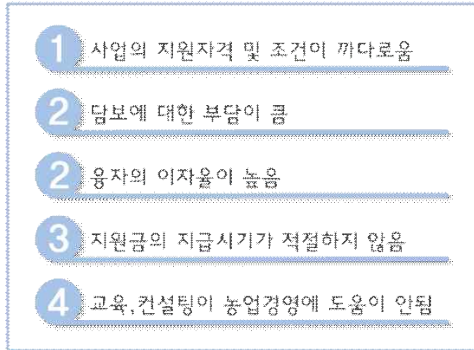 1 사업의 지원자격 및 조건이 까다로움
2 담보에 대한 부담이 큼
2 융자의 이자율이 높음
3 지원금의 지급시기가 적절하지 않음
4 교육,컨설팅이 농업경영에 도움이 안됨